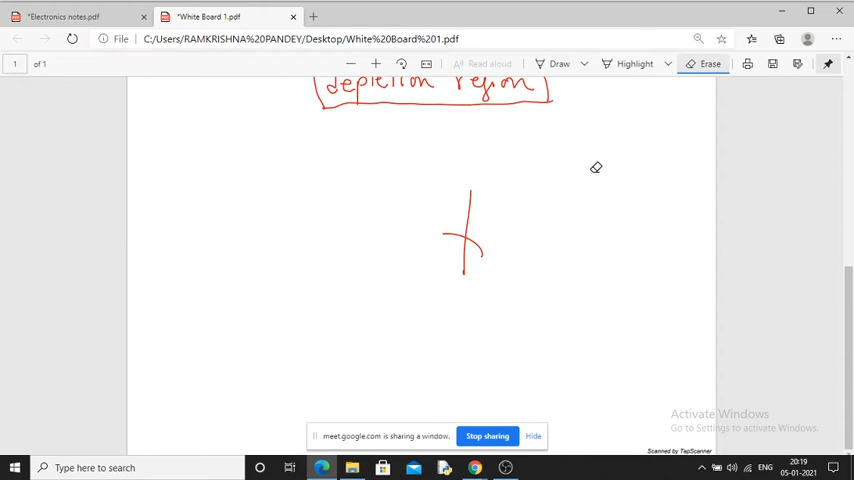 *Electronics notes.pdf
*White Board 1.pdf
File
C:/Users/RAMKRISHNA%20PANDEY/Desktop/White%20Board%201.pdf
1 of 1
Read aloud
Draw
Highlight
Erase
depletion region
meet.google.com is sharing a window.
Stop sharing
Hide
Activate Windows
Go to Settings to activate Windows.
Scanned by TapScanner
Type here to search
ENG
20:19
05-01-2021